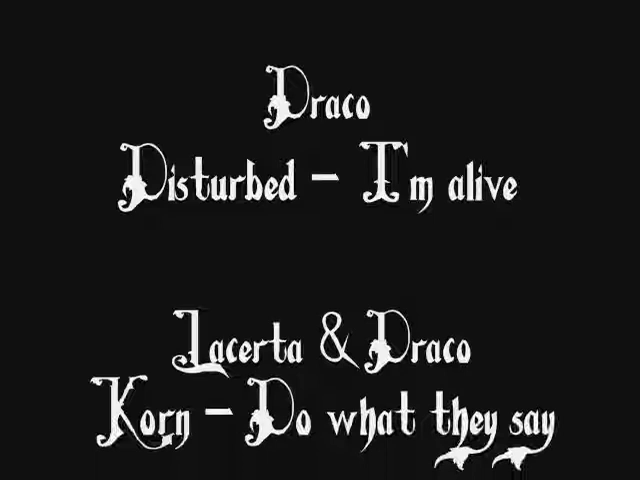 Draco
Disturbed - I'm alive
Lacerta & Draco
Korn - Do what they say